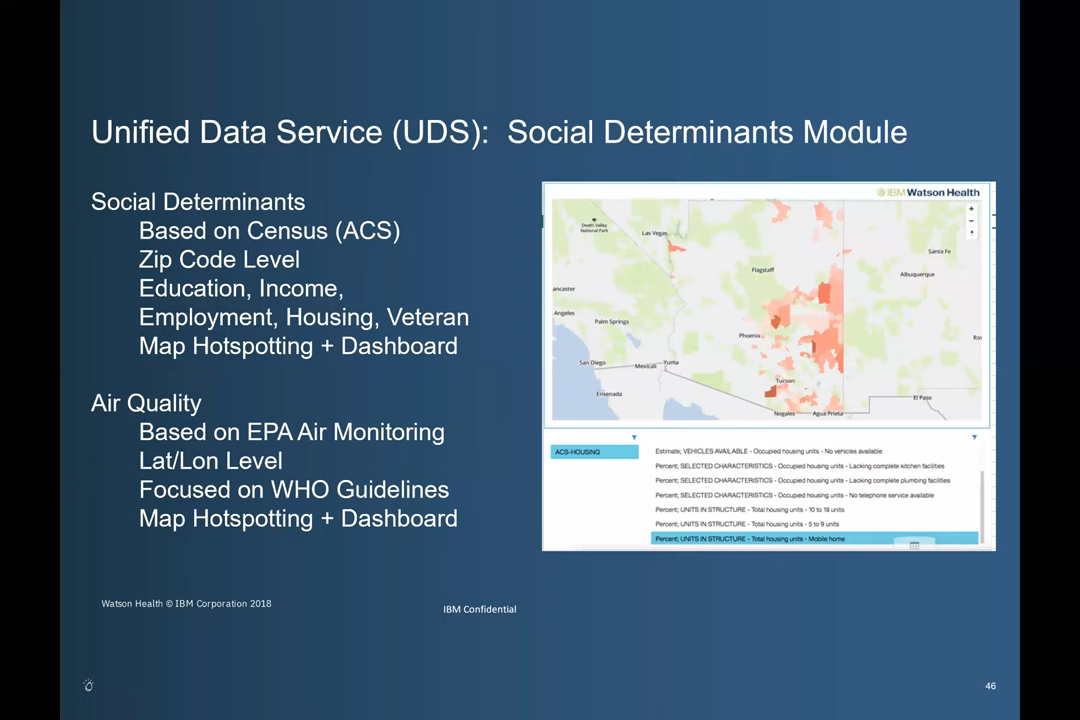 Unified Data Service (UDS):  Social Determinants Module
Social Determinants
Based on Census (ACS)
Zip Code Level
Education, Income,
Employment, Housing, Veteran
Map Hotspotting + Dashboard
Air Quality
Based on EPA Air Monitoring
Lat/Lon Level
Focused on WHO Guidelines
Map Hotspotting + Dashboard
IBM Watson Health
+
−
Death Valley
National Park
Las Vegas
Santa Fe
Flagstaff
Albuquerque
ancaster
Angeles
Palm Springs
Phoenix
Ros
San Diego
Mexicali
Yuma
Tucson
Ensenada
El Paso
Nogales
Agua Prieta
ACS-HOUSING
Estimate; VEHICLES AVAILABLE - Occupied housing units - No vehicles available
Percent; SELECTED CHARACTERISTICS - Occupied housing units - Lacking complete kitchen facilities
Percent; SELECTED CHARACTERISTICS - Occupied housing units - Lacking complete plumbing facilities
Percent; SELECTED CHARACTERISTICS - Occupied housing units - No telephone service available
Percent; UNITS IN STRUCTURE - Total housing units - 10 to 19 units
Percent; UNITS IN STRUCTURE - Total housing units - 5 to 9 units
Percent; UNITS IN STRUCTURE - Total housing units - Mobile home
Watson Health © IBM Corporation 2018
IBM Confidential
46